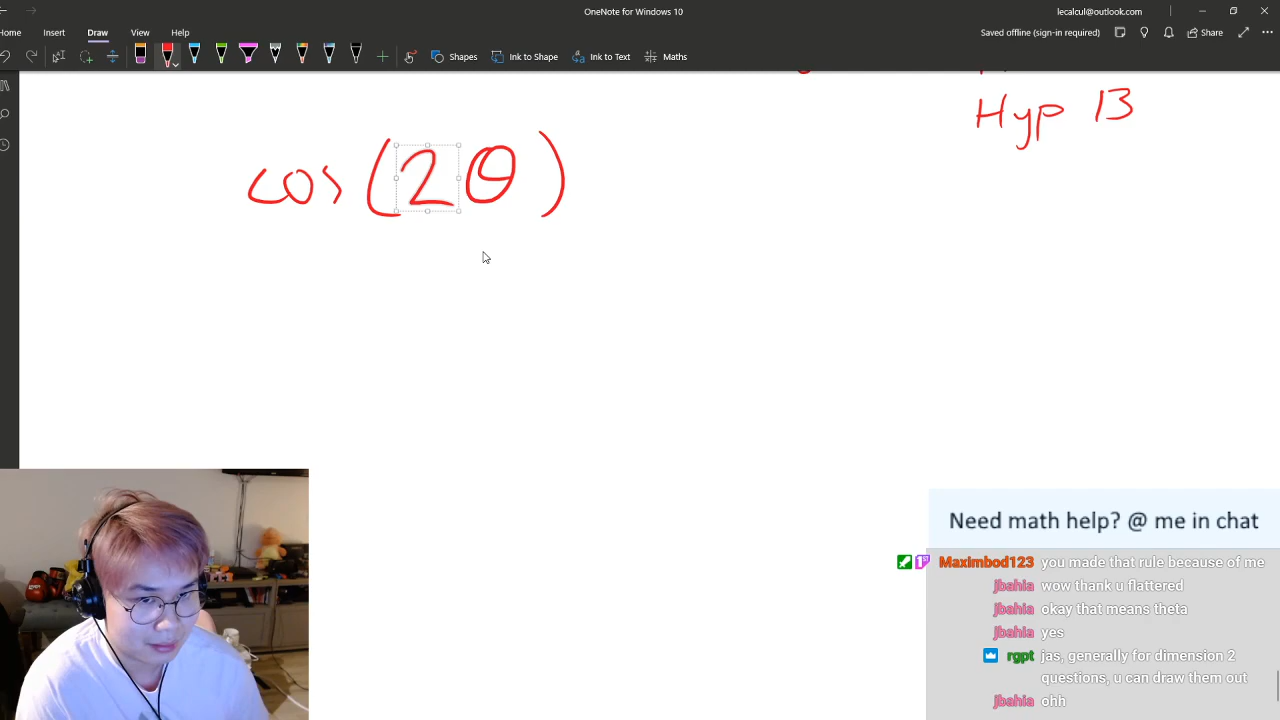 OneNote for Windows 10
lecalcul@outlook.com
Home Insert Draw View Help
Saved offline (sign-in required) Share
Shapes Ink to Shape Ink to Text Maths
Hyp 13
cos(2θ)
Need math help? @ me in chat
Maximbod123 you made that rule because of me
jbahia wow thank u flattered
jbahia okay that means theta
jbahia yes
rgpt jas, generally for dimension 2
questions, u can draw them out
jbahia ohh